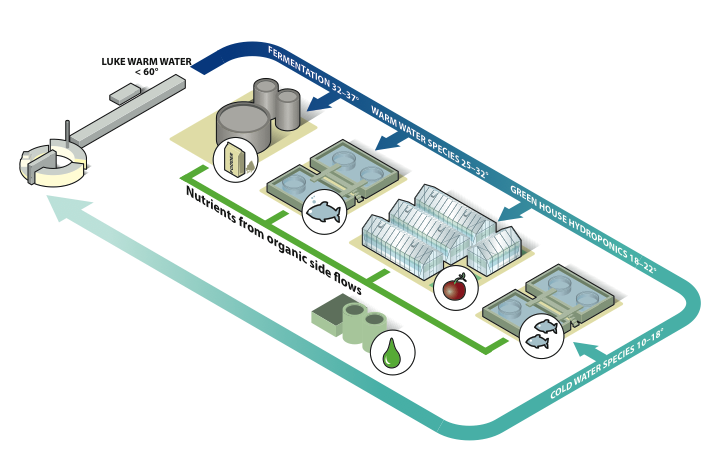 LUKE WARM WATER
< 60°
FERMENTATION 32–37°
WARM WATER SPECIES 25–32°
GREEN HOUSE HYDROPONICS 18–22°
COLD WATER SPECIES 10–18°
FODDER
Nutrients from organic side flows